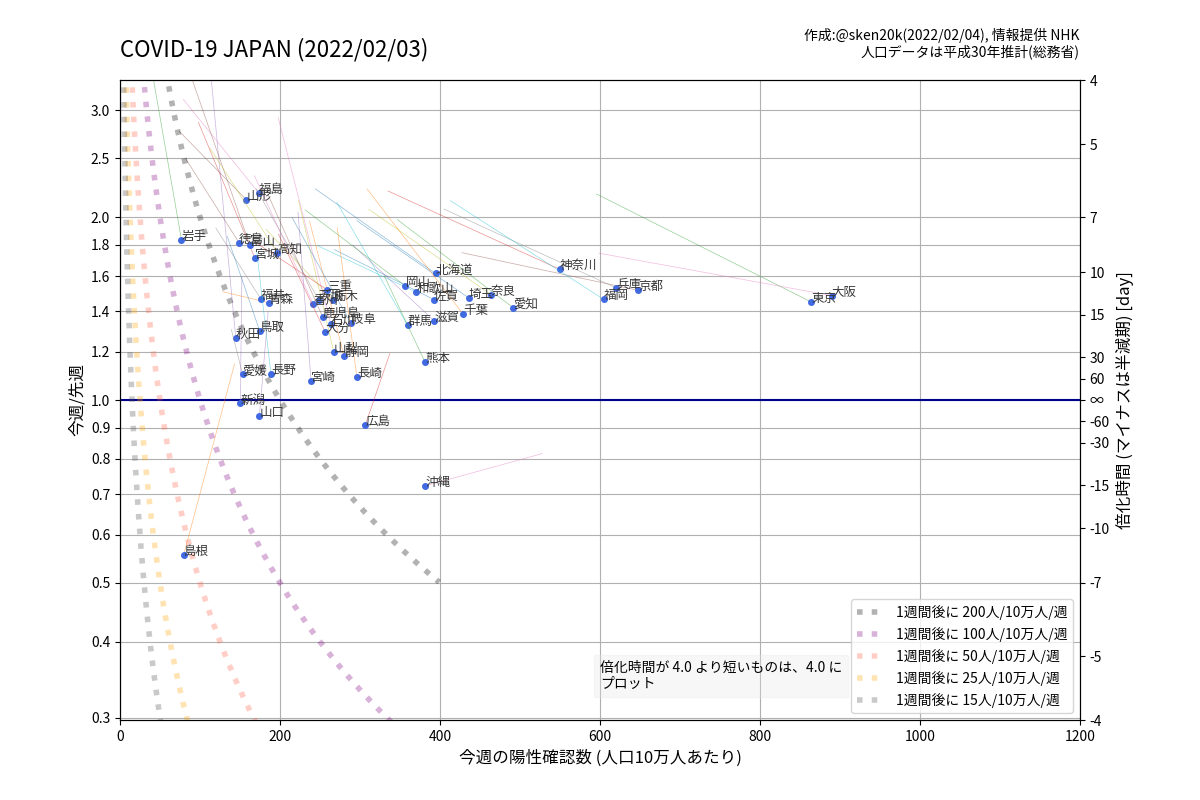 COVID-19 JAPAN (2022/02/03)
作成:@sken20k(2022/02/04), 情報提供 NHK
人口データは平成30年推計(総務省)
今週/先週
3.0
2.5
2.0
1.8
1.6
1.4
1.2
1.0
0.9
0.8
0.7
0.6
0.5
0.4
0.3
福島
山形
岩手
徳島
富山
高知
宮城
神奈川
北海道
岡山
和歌山
佐賀
埼玉
奈良
愛知
千葉
滋賀
群馬
熊本
兵庫
京都
福岡
大阪
東京
三重
栃木
香川
福井
青森
鹿児島
石川
岐阜
大分
鳥取
秋田
山梨
静岡
愛媛
長野
宮崎
長崎
新潟
山口
広島
沖縄
島根
4
5
7
10
15
30
60
∞
-60
-30
-15
-10
-7
-5
-4
倍化時間 (マイナスは半減期) [day]
倍化時間が 4.0 より短いものは、4.0 に
プロット
1週間後に 200人/10万人/週
1週間後に 100人/10万人/週
1週間後に 50人/10万人/週
1週間後に 25人/10万人/週
1週間後に 15人/10万人/週
0
200
400
600
800
1000
1200
今週の陽性確認数 (人口10万人あたり)